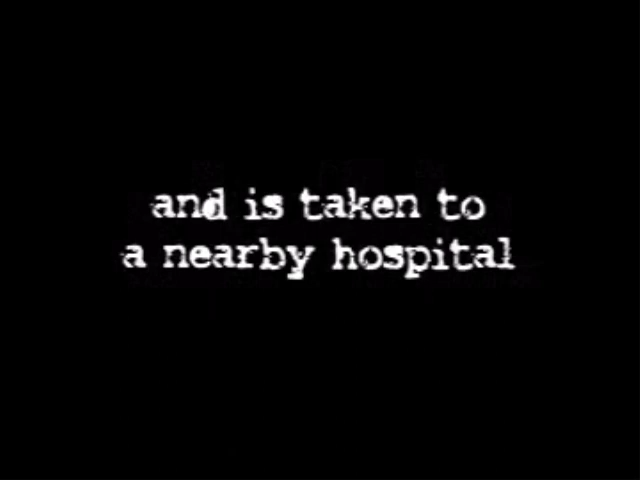 and is taken to
a nearby hospital